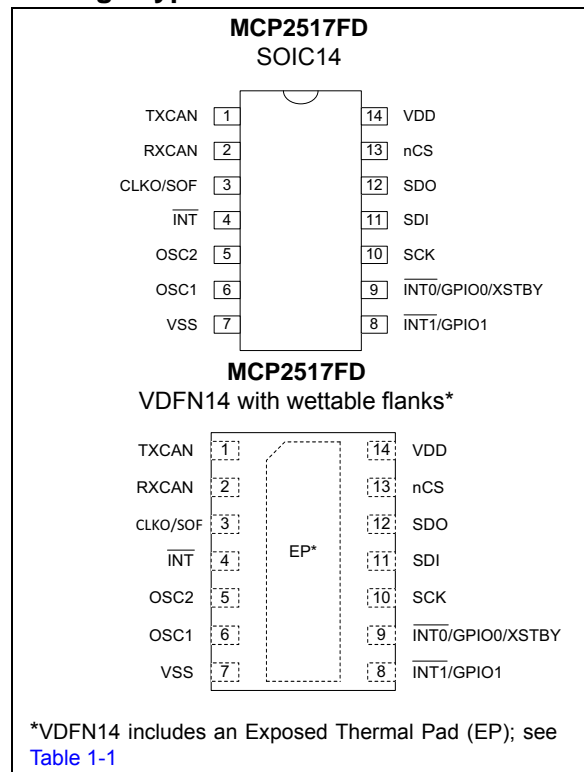 MCP2517FD
SOIC14
TXCAN 1 14 VDD
RXCAN 2 13 nCS
CLKO/SOF 3 12 SDO
INT 4 11 SDI
OSC2 5 10 SCK
OSC1 6 9 INT0/GPIO0/XSTBY
VSS 7 8 INT1/GPIO1
MCP2517FD
VDFN14 with wettable flanks*
TXCAN 1 14 VDD
RXCAN 2 13 nCS
CLKO/SOF 3 12 SDO
INT 4 EP* 11 SDI
OSC2 5 10 SCK
OSC1 6 9 INT0/GPIO0/XSTBY
VSS 7 8 INT1/GPIO1
*VDFN14 includes an Exposed Thermal Pad (EP); see
Table 1-1